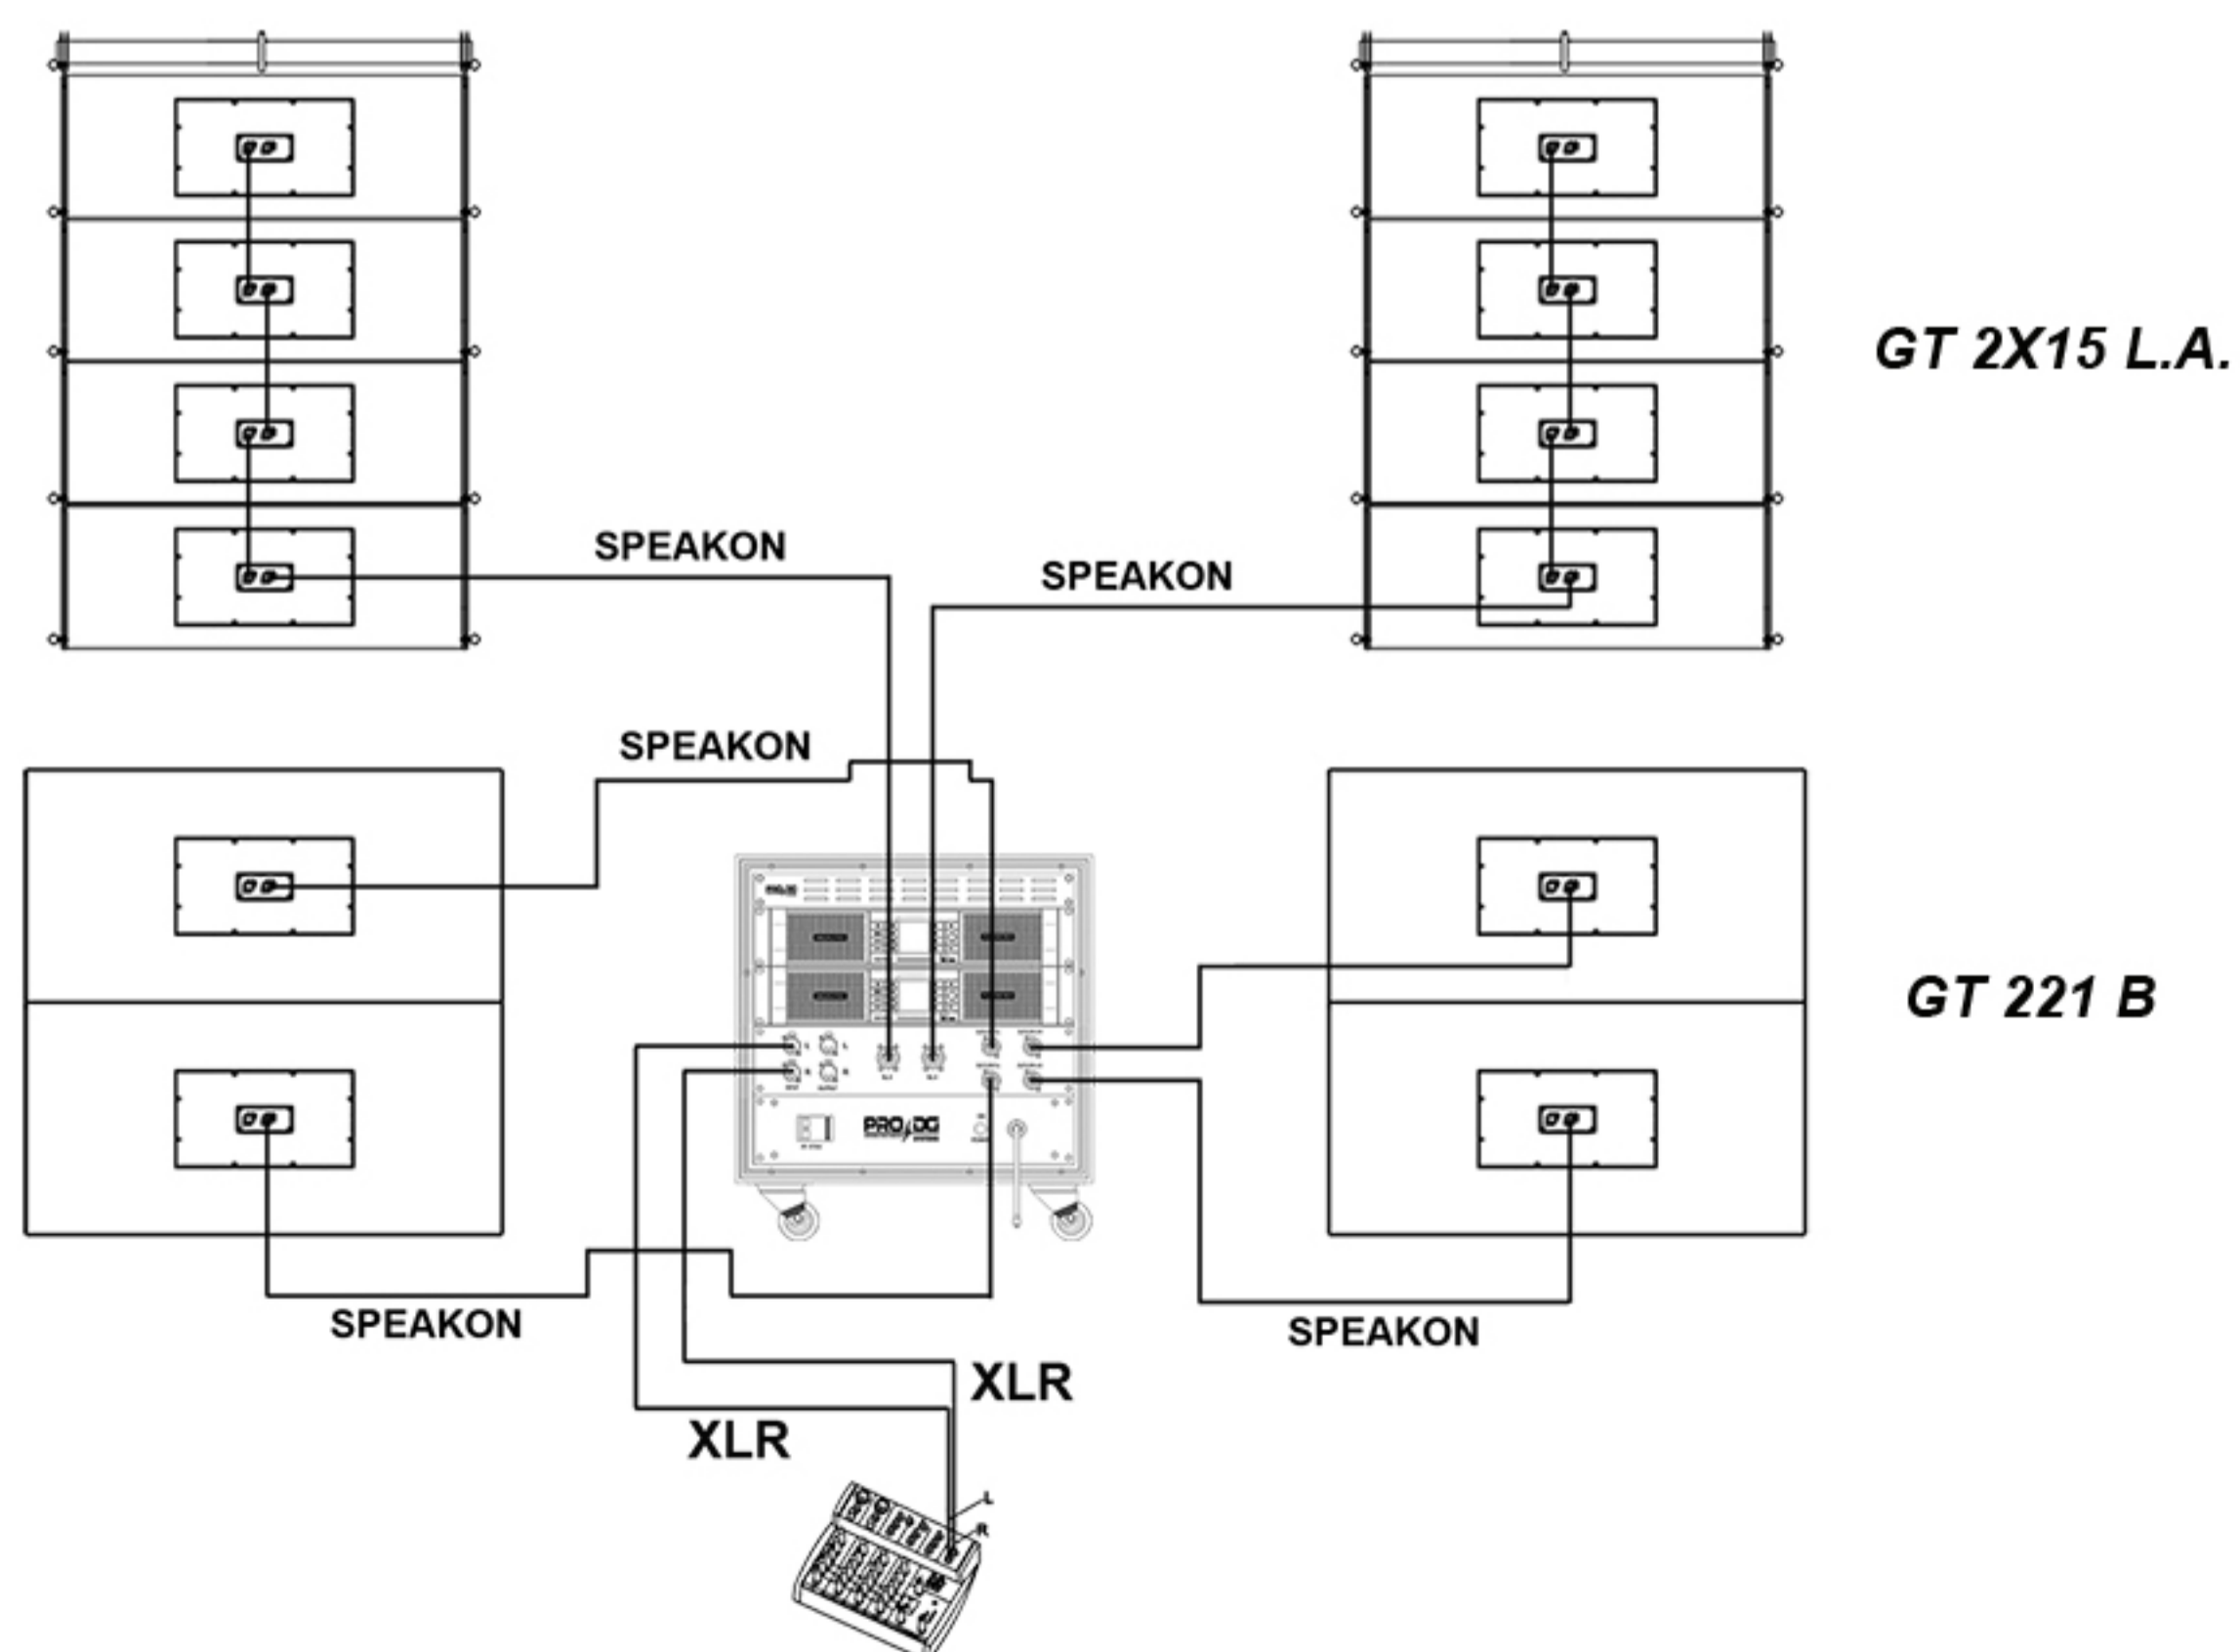 SPEAKON
SPEAKON
GT 2X15 L.A.
SPEAKON
GT 221 B
L
L
R
R
PRO DG
SPEAKON
SPEAKON
XLR
XLR
L
R